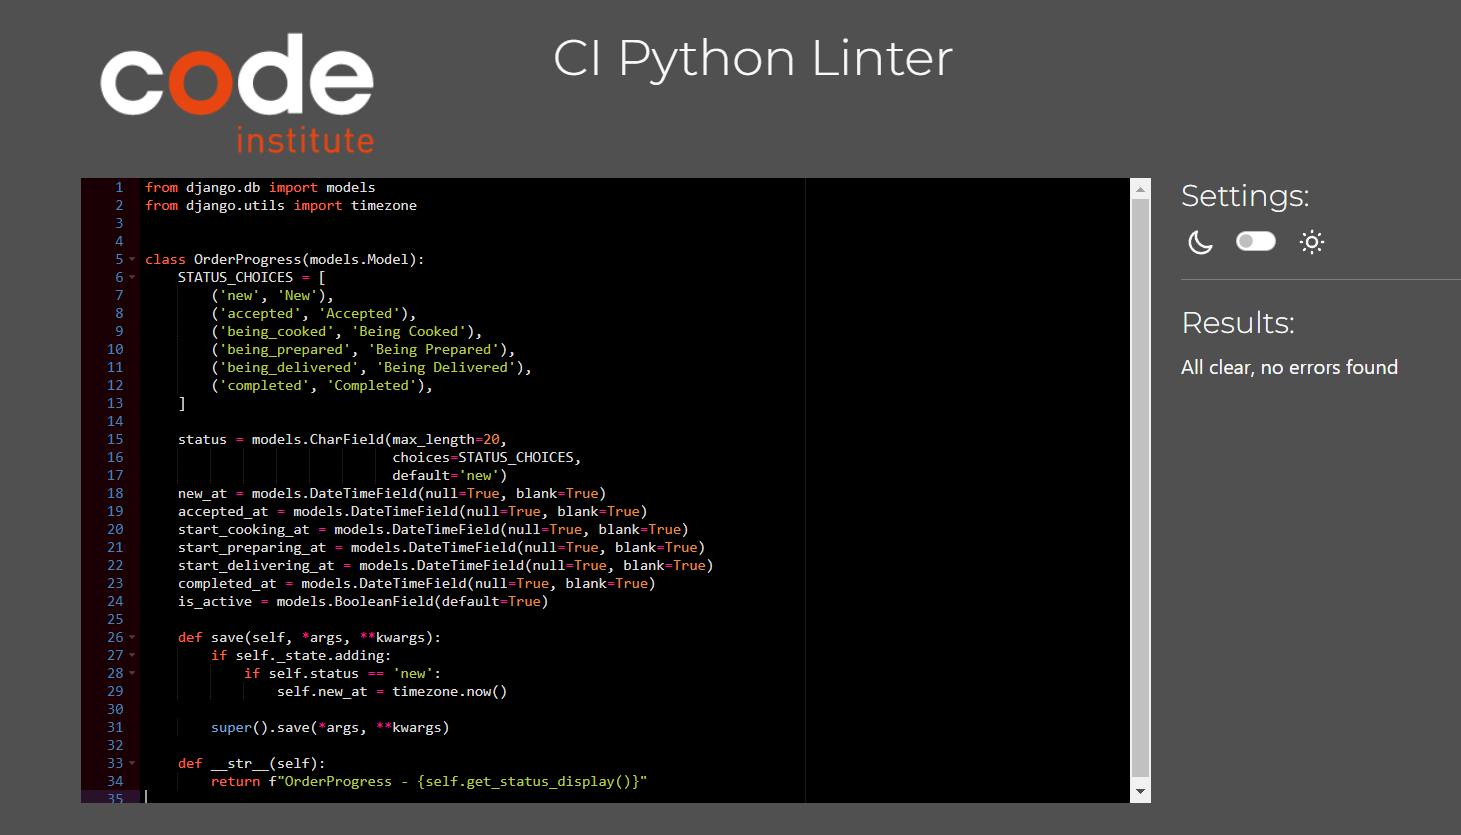 code
institute
CI Python Linter
1 from django.db import models
2 from django.utils import timezone
3
4
5 class OrderProgress(models.Model):
6     STATUS_CHOICES = [
7         ('new', 'New'),
8         ('accepted', 'Accepted'),
9         ('being_cooked', 'Being Cooked'),
10         ('being_prepared', 'Being Prepared'),
11         ('being_delivered', 'Being Delivered'),
12         ('completed', 'Completed'),
13     ]
14
15     status = models.CharField(max_length=20,
16                               choices=STATUS_CHOICES,
17                               default='new')
18     new_at = models.DateTimeField(null=True, blank=True)
19     accepted_at = models.DateTimeField(null=True, blank=True)
20     start_cooking_at = models.DateTimeField(null=True, blank=True)
21     start_preparing_at = models.DateTimeField(null=True, blank=True)
22     start_delivering_at = models.DateTimeField(null=True, blank=True)
23     completed_at = models.DateTimeField(null=True, blank=True)
24     is_active = models.BooleanField(default=True)
25
26     def save(self, *args, **kwargs):
27         if self._state.adding:
28             if self.status == 'new':
29                 self.new_at = timezone.now()
30
31         super().save(*args, **kwargs)
32
33     def __str__(self):
34         return f"OrderProgress - {self.get_status_display()}"
35
Settings:
Results:
All clear, no errors found